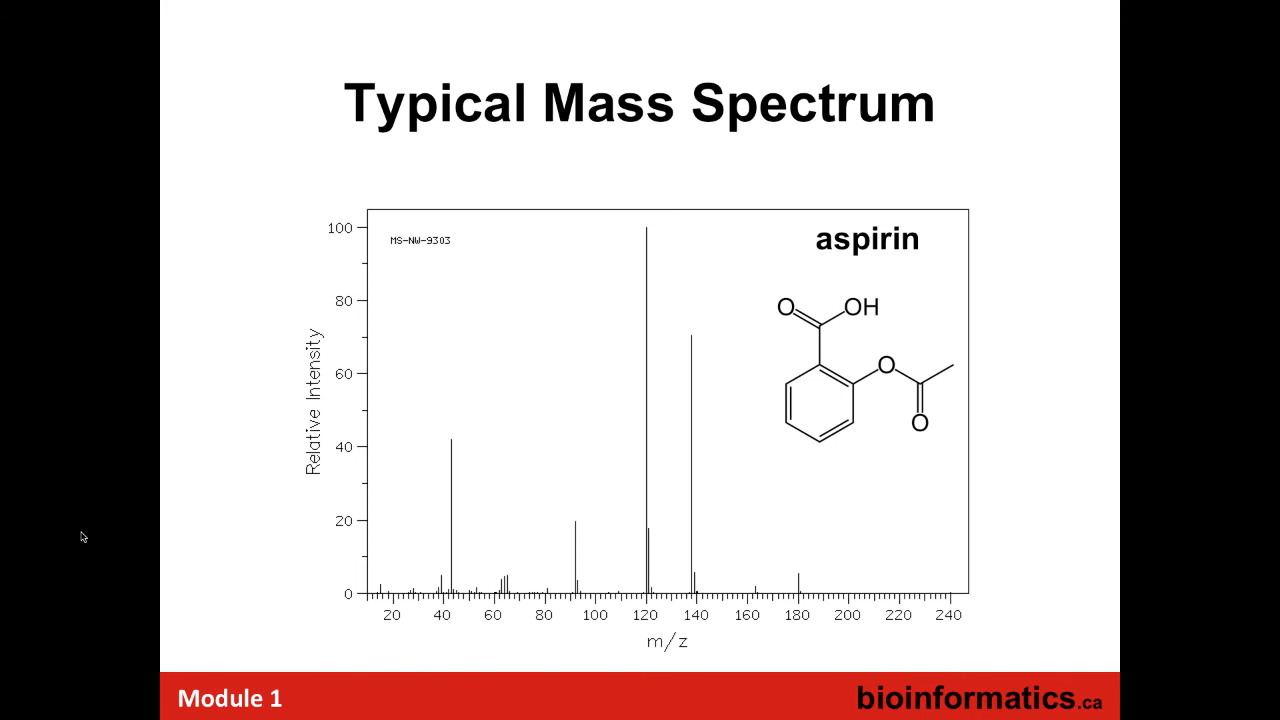 Typical Mass Spectrum
MS-NW-9303
aspirin
O
OH
O
O
Relative Intensity
100
80
60
40
20
0
20 40 60 80 100 120 140 160 180 200 220 240
m/z
Module 1
bioinformatics.ca